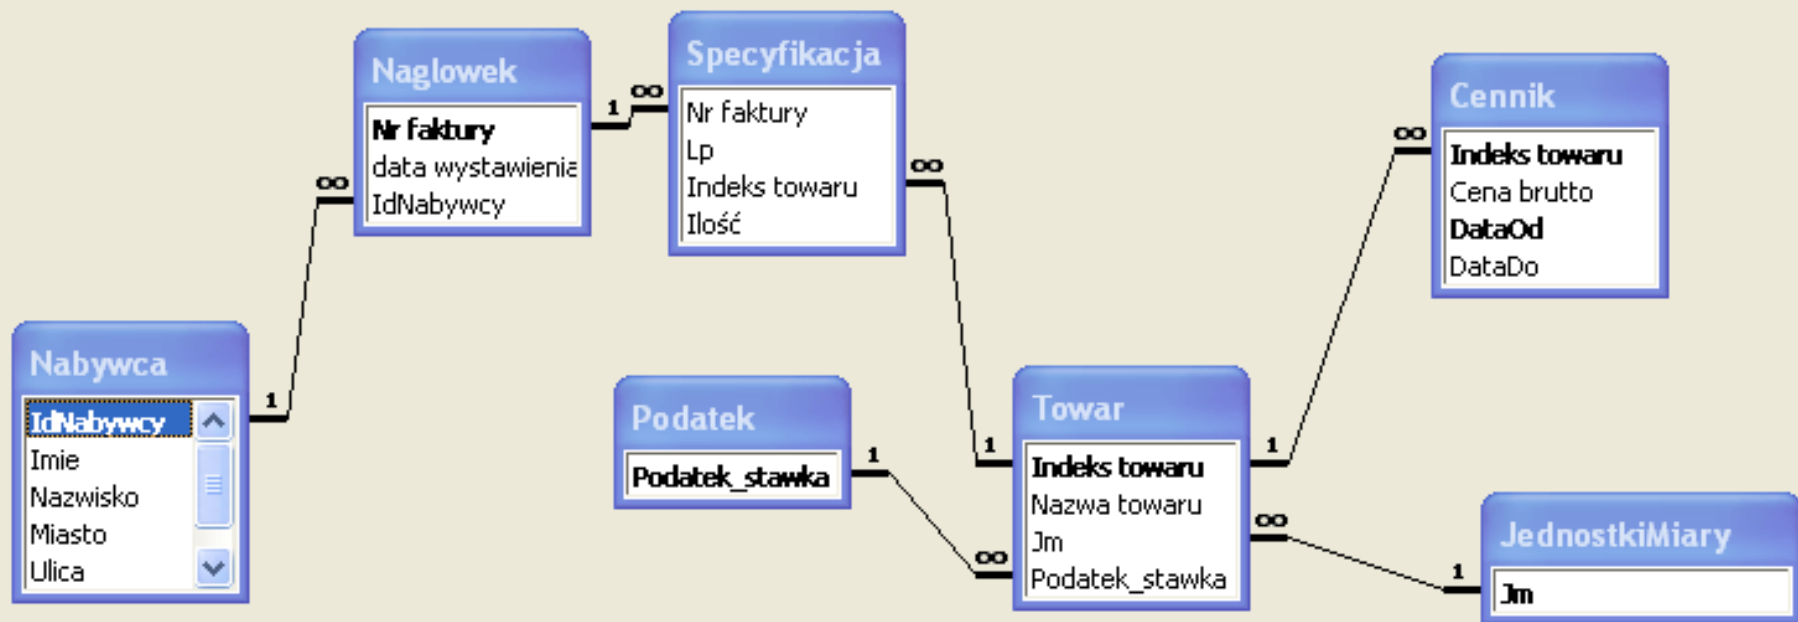 Naglowek
Nr faktury
data wystawienia
IdNabywcy
Specyfikacja
Nr faktury
Lp
Indeks towaru
Ilość
Cennik
Indeks towaru
Cena brutto
DataOd
DataDo
Nabywca
IdNabywcy
Imie
Nazwisko
Miasto
Ulica
Podatek
Podatek_stawka
Towar
Indeks towaru
Nazwa towaru
Jm
Podatek_stawka
JednostkiMiary
Jm
1
∞
1
∞
∞
1
1
∞
1
∞
∞
1